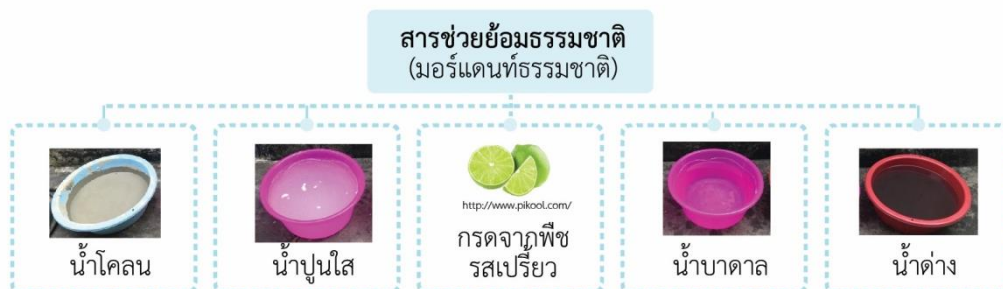 สารช่วยย้อมธรรมชาติ
(มอร์แดนท์ธรรมชาติ)
น้ำโคลน
น้ำปูนใส
http://www.pikool.com/
กรดจากพืช
รสเปรี้ยว
น้ำบาดาล
น้ำด่าง